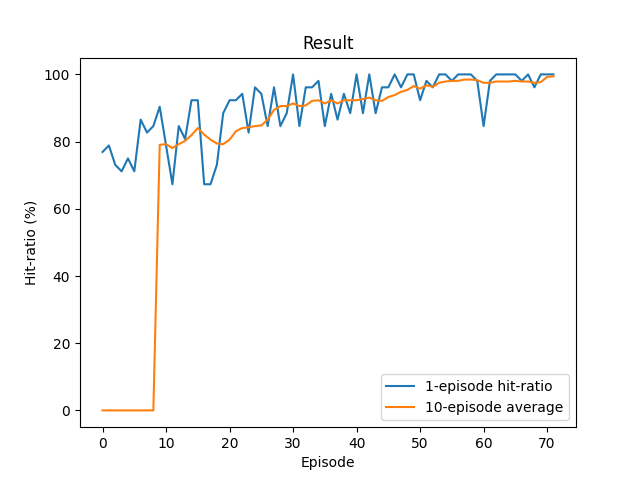 Result
Hit-ratio (%)
100
80
60
40
20
0
0 10 20 30 40 50 60 70
Episode
1-episode hit-ratio
10-episode average